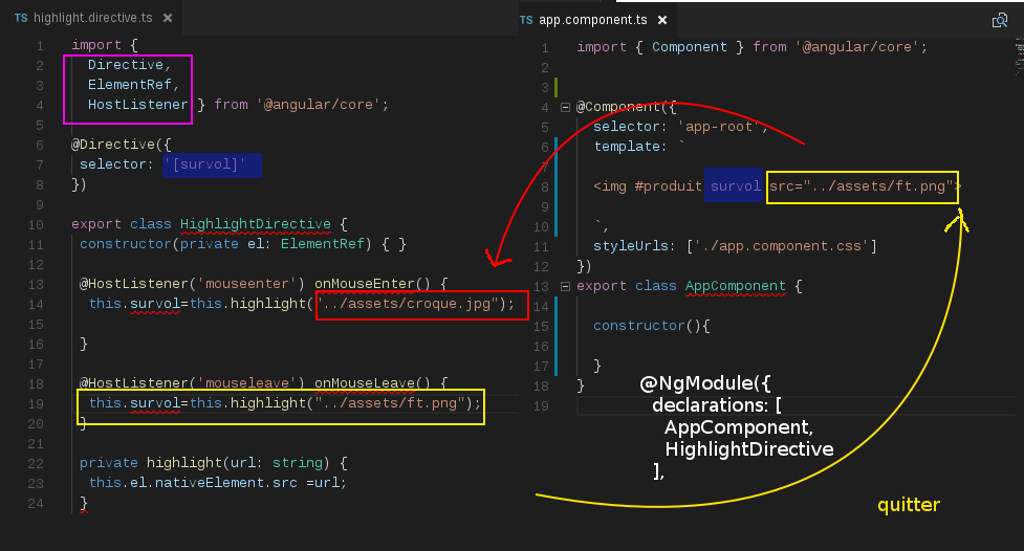 TS highlight.directive.ts ×
1 import {
2 Directive,
3 ElementRef,
4 HostListener } from '@angular/core';
5
6 @Directive({
7 selector: '[survol]'
8 })
9
10 export class HighlightDirective {
11 constructor(private el: ElementRef) { }
12
13 @HostListener('mouseenter') onMouseEnter() {
14 this.survol=this.highlight("../assets/croque.jpg");
15
16 }
17
18 @HostListener('mouseleave') onMouseLeave() {
19 this.survol=this.highlight("../assets/ft.png");
20 }
21
22 private highlight(url: string) {
23 this.el.nativeElement.src =url;
24 }
TS app.component.ts ×
1 import { Component } from '@angular/core';
2
3
4 @Component({
5 selector: 'app-root',
6 template: `
7
8 <img #produit survol src="../assets/ft.png">
9
10 `,
11 styleUrls: ['./app.component.css']
12 })
13 export class AppComponent {
14
15 constructor(){
16
17 }
18 }
19
@NgModule({
declarations: [
AppComponent,
HighlightDirective
],
quitter